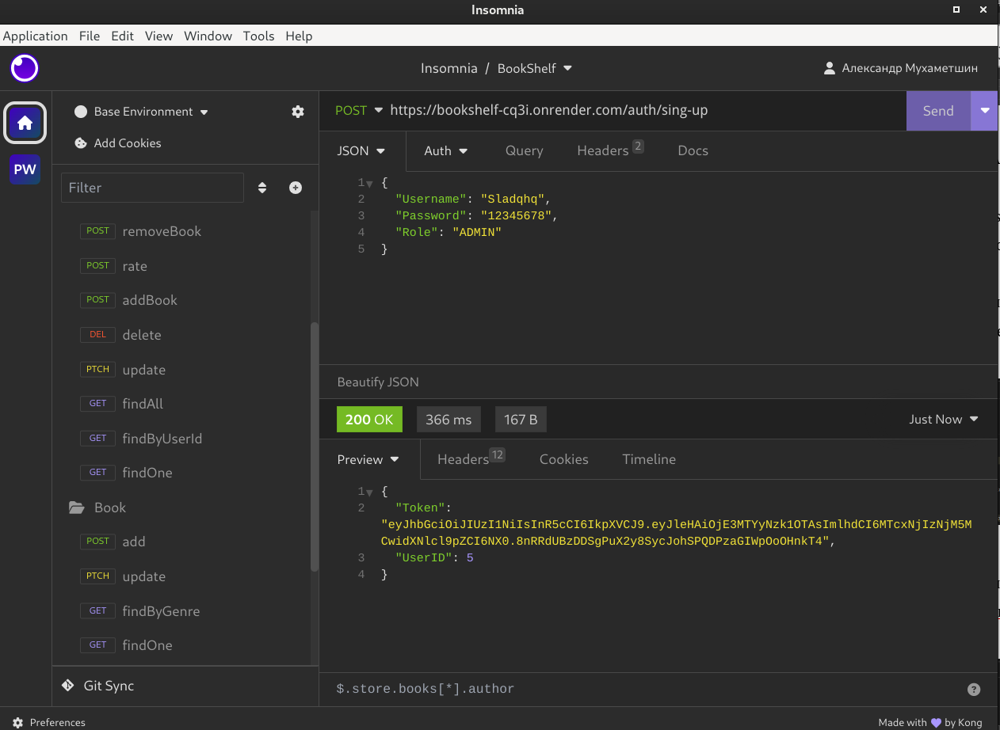 Insomnia
Application File Edit View Window Tools Help
Insomnia / BookShelf
Александр Мухаметшин
Base Environment
Add Cookies
PW
Filter
POST removeBook
POST rate
POST addBook
DEL delete
PTCH update
GET findAll
GET findByUserId
GET findOne
Book
POST add
PTCH update
GET findByGenre
GET findOne
Git Sync
Preferences
POST https://bookshelf-cq3i.onrender.com/auth/sing-up
Send
JSON Auth Query Headers 2 Docs
1 {
2 "Username": "Sladqhq",
3 "Password": "12345678",
4 "Role": "ADMIN"
5 }
Beautify JSON
200 OK 366 ms 167 B Just Now
Preview Headers 12 Cookies Timeline
1 {
2 "Token":
"eyJhbGciOiJIUzI1NiIsInR5cCI6IkpXVCJ9.eyJleHAiOjE3MTYyNzk1OTAsImlhdCI6MTcxNjIzNjM5M
CwidXNlcl9pZCI6NX0.8nRRdUBzDDSgPuX2y8SycJohSPQDPzaGIWpOoOHnkT4",
3 "UserID": 5
4 }
$.store.books[*].author
?
Made with 💜 by Kong